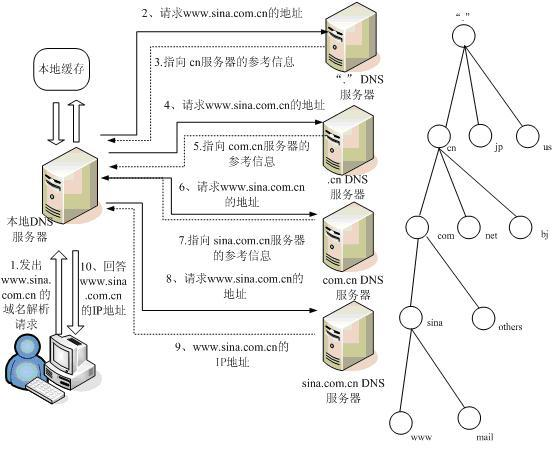 2、请求www.sina.com.cn的地址
3.指向 cn服务器的参考信息
本地缓存
“.” DNS
服务器
4、请求www.sina.com.cn的地址
5.指向 com.cn服务器的
参考信息
.cn DNS
服务器
本地DNS
服务器
6、请求www.sina.com.cn
的地址
7.指向 sina.com.cn服务器
的参考信息
com.cn DNS
服务器
1.发出
www.sina.
com.cn 的
域名解析
请求
10、回答
www.sina
.com.cn
的IP地址
8、请求www.sina.com.cn的
地址
9、www.sina.com.cn的
IP地址
sina.com.cn DNS
服务器
“.”
cn
jp
us
com
net
bj
sina
others
www
mail